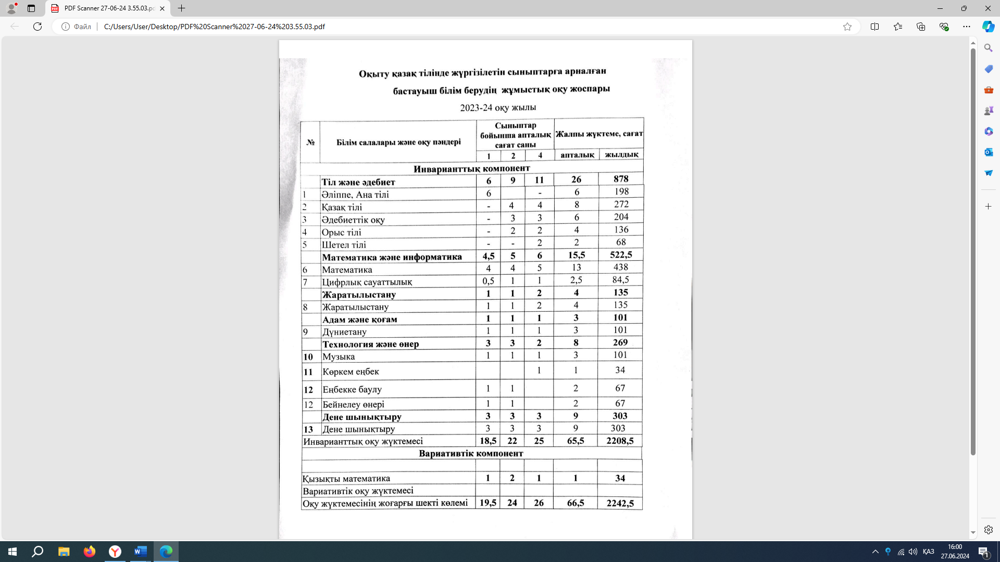 PDF Scanner 27-06-24 3.55.03.pd
Файл
C:/Users/User/Desktop/PDF%20Scanner%2027-06-24%203.55.03.pdf
Оқыту қазақ тілінде жүргізілетін сыныптарға арналған
бастауыш білім берудің жұмыстық оқу жоспары
2023-24 оқу жылы
№ Білім салалары және оқу пәндері Сыныптар бойынша апталық сағат саны Жалпы жүктеме, сағат
1 2 4 апталық жылдық
Инварианттық компонент
Тіл және әдебиет 6 9 11 26 878
1 Әліппе, Ана тілі 6 - 6 198
2 Қазақ тілі - 4 4 8 272
3 Әдебиеттік оқу - 3 3 6 204
4 Орыс тілі - 2 2 4 136
5 Шетел тілі - - 2 2 68
Математика және информатика 4,5 5 6 15,5 522,5
6 Математика 4 4 5 13 438
7 Цифрлық сауаттылық 0,5 1 1 2,5 84,5
Жаратылыстану 1 1 2 4 135
8 Жаратылыстану 1 1 2 4 135
Адам және қоғам 1 1 1 3 101
9 Дүниетану 1 1 1 3 101
Технология және өнер 3 3 2 8 269
10 Музыка 1 1 1 3 101
11 Көркем еңбек 1 1 34
12 Еңбекке баулу 1 1 2 67
12 Бейнелеу өнері 1 1 2 67
Дене шынықтыру 3 3 3 9 303
13 Дене шынықтыру 3 3 3 9 303
Инварианттық оқу жүктемесі 18,5 22 25 65,5 2208,5
Вариативтік компонент
Қызықты математика 1 2 1 1 34
Вариативтік оқу жүктемесі
Оқу жүктемесінің жоғарғы шекті көлемі 19,5 24 26 66,5 2242,5
ҚАЗ
16:00
27.06.2024
1